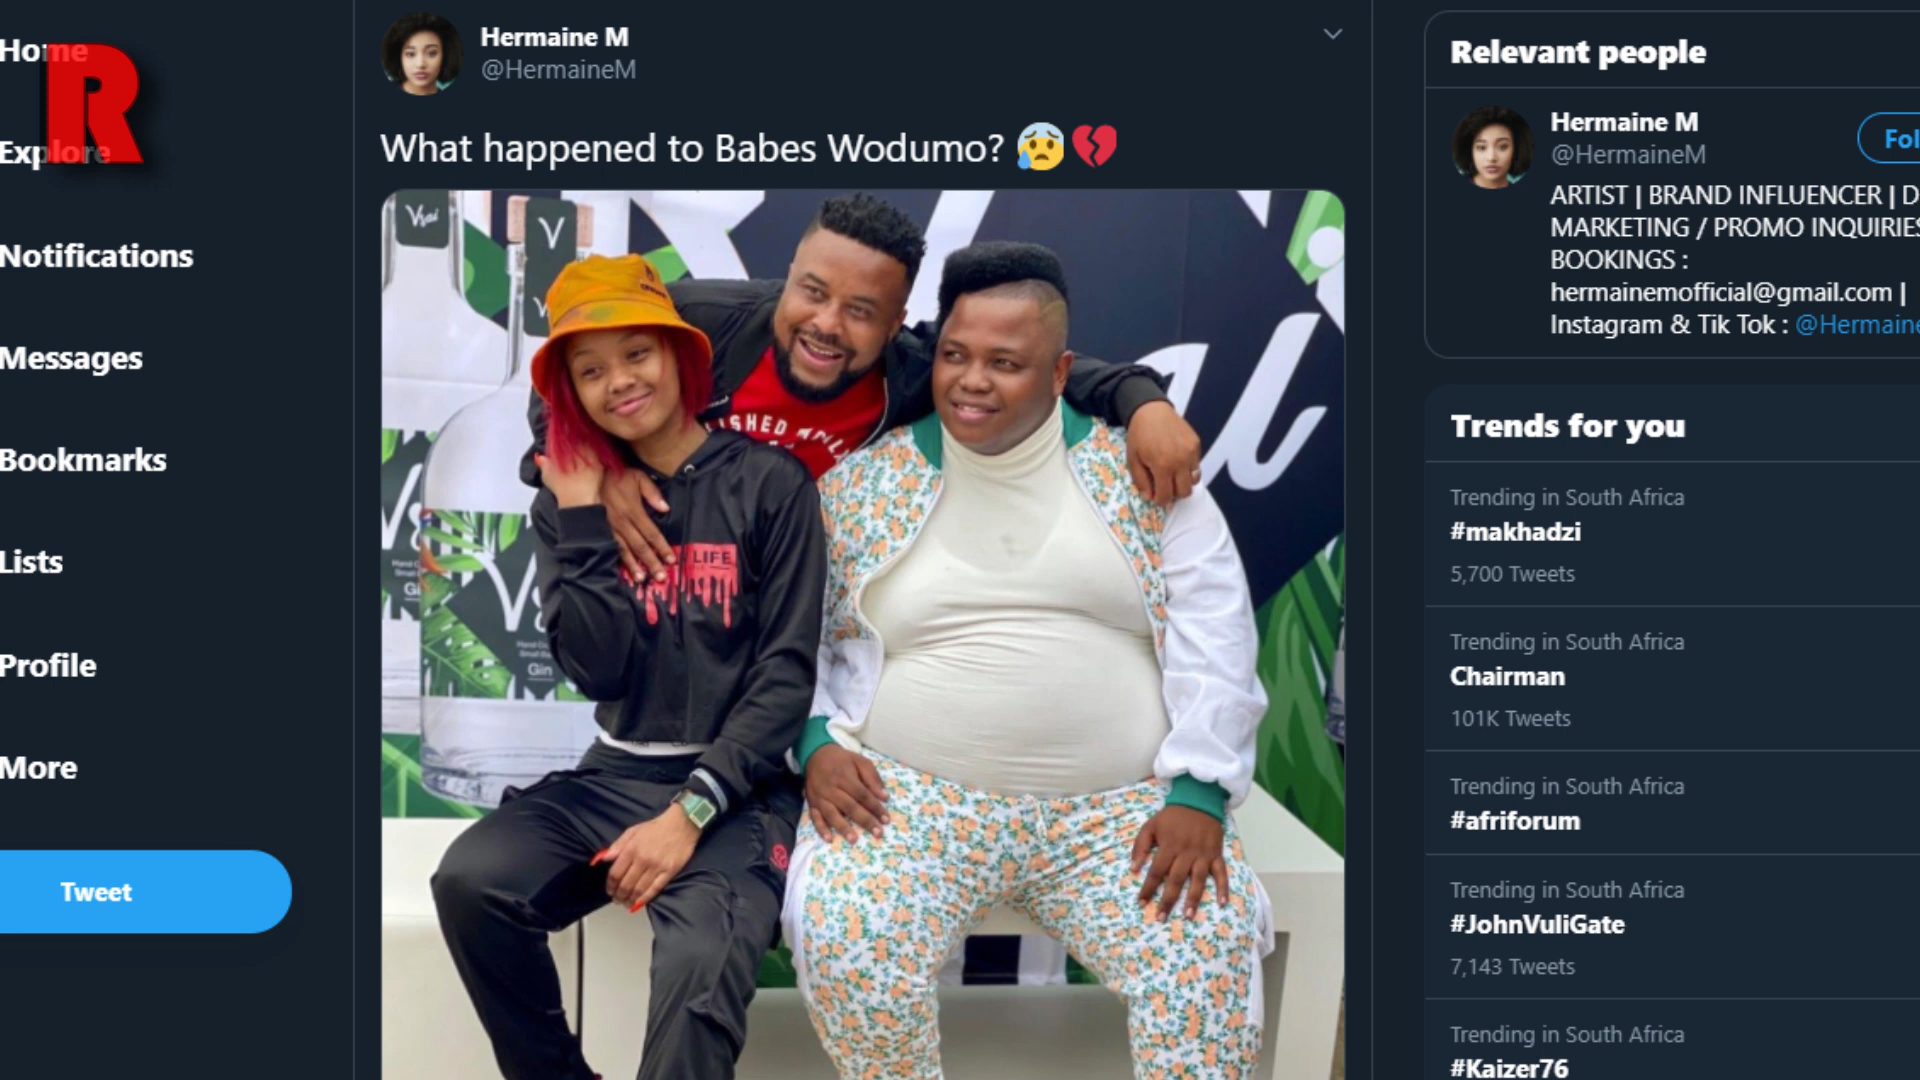 Home
R
Explore
Notifications
Messages
Bookmarks
Lists
Profile
More
Tweet
Hermaine M
@HermaineM
What happened to Babes Wodumo? 😰💔
Vrai
V
LIFE
Gin
Relevant people
Hermaine M
@HermaineM
Fol
ARTIST | BRAND INFLUENCER | D
MARKETING / PROMO INQUIRIES
BOOKINGS :
hermainemofficial@gmail.com |
Instagram & Tik Tok : @Hermaine
Trends for you
Trending in South Africa
#makhadzi
5,700 Tweets
Trending in South Africa
Chairman
101K Tweets
Trending in South Africa
#afriforum
Trending in South Africa
#JohnVuliGate
7,143 Tweets
Trending in South Africa
#Kaizer76